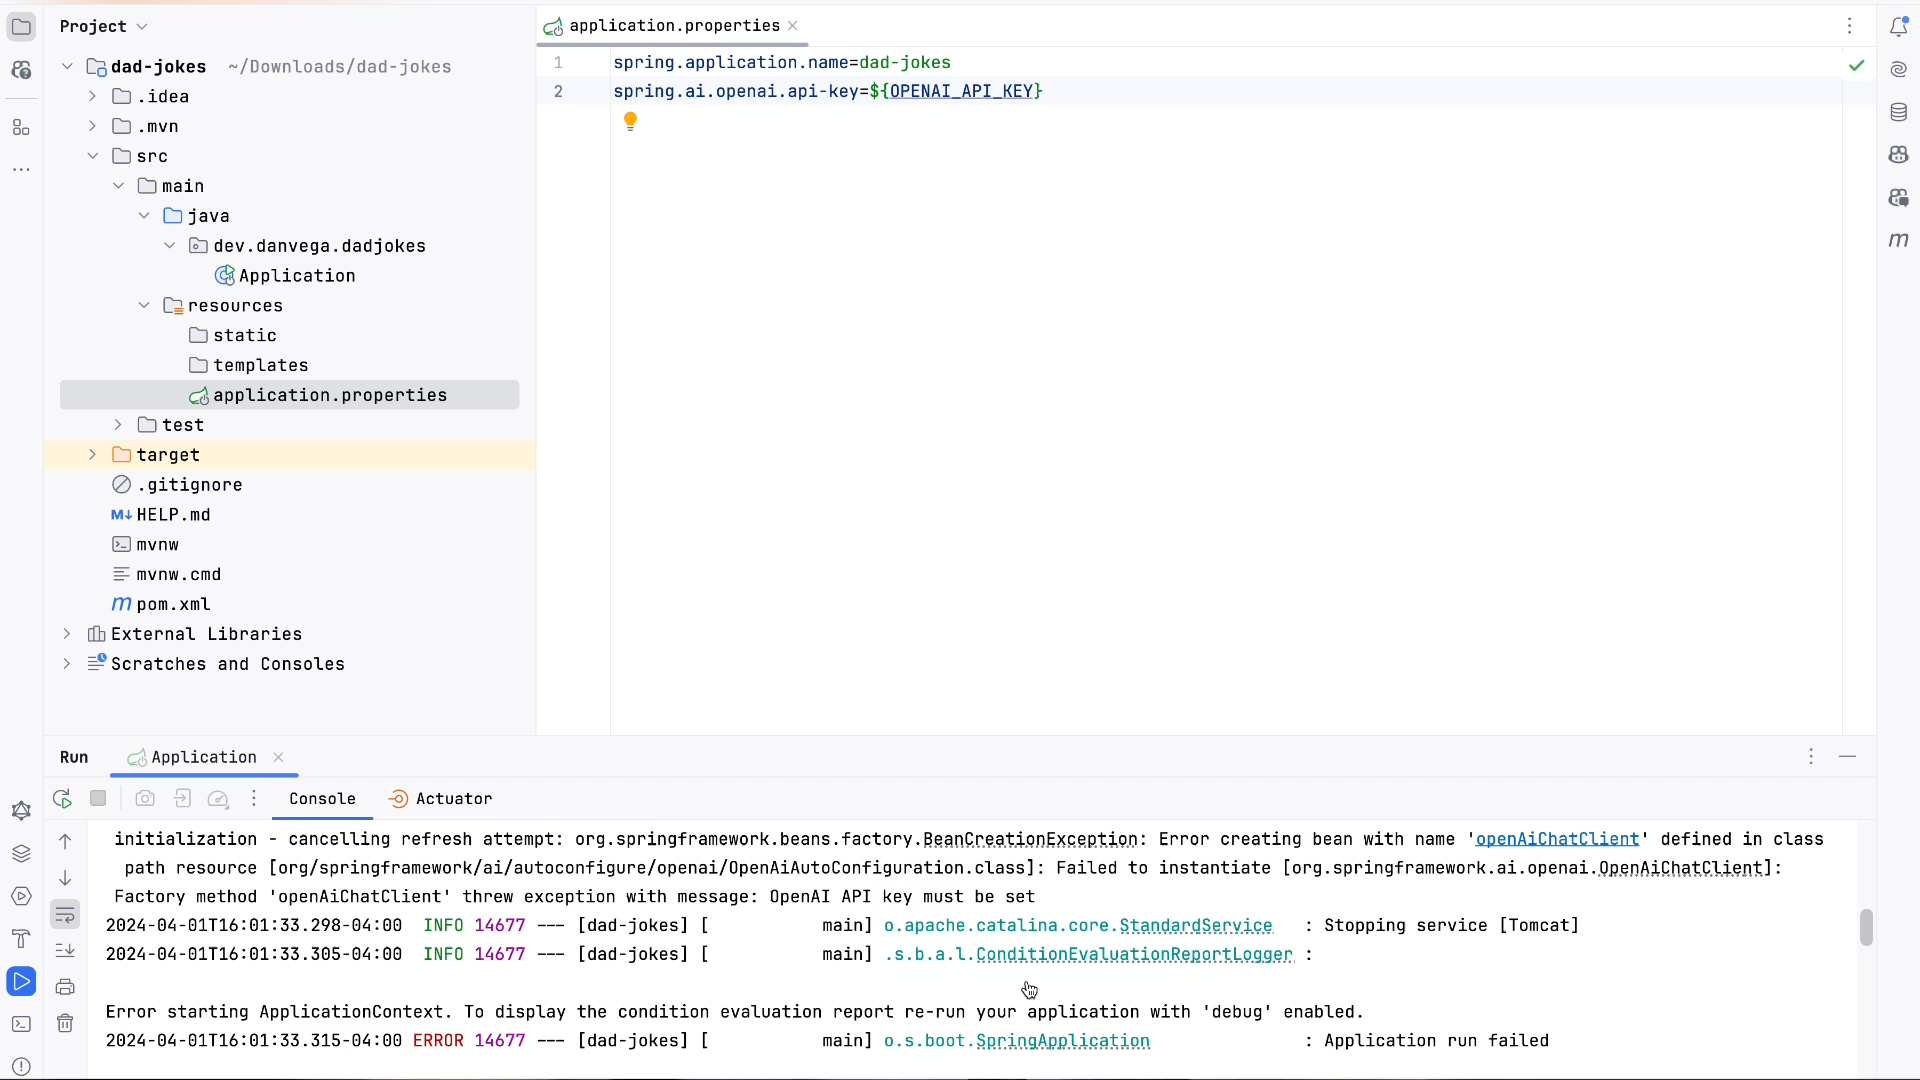 Project
dad-jokes ~/Downloads/dad-jokes
.idea
.mvn
src
main
java
dev.danvega.dadjokes
Application
resources
static
templates
application.properties
test
target
.gitignore
M↓ HELP.md
mvnw
mvnw.cmd
m pom.xml
External Libraries
Scratches and Consoles
application.properties
1 spring.application.name=dad-jokes
2 spring.ai.openai.api-key=${OPENAI_API_KEY}
m
Run Application
Console Actuator
initialization - cancelling refresh attempt: org.springframework.beans.factory.BeanCreationException: Error creating bean with name 'openAiChatClient' defined in class
path resource [org/springframework/ai/autoconfigure/openai/OpenAiAutoConfiguration.class]: Failed to instantiate [org.springframework.ai.openai.OpenAiChatClient]:
Factory method 'openAiChatClient' threw exception with message: OpenAI API key must be set
2024-04-01T16:01:33.298-04:00 INFO 14677 --- [dad-jokes] [ main] o.apache.catalina.core.StandardService : Stopping service [Tomcat]
2024-04-01T16:01:33.305-04:00 INFO 14677 --- [dad-jokes] [ main] .s.b.a.l.ConditionEvaluationReportLogger :
Error starting ApplicationContext. To display the condition evaluation report re-run your application with 'debug' enabled.
2024-04-01T16:01:33.315-04:00 ERROR 14677 --- [dad-jokes] [ main] o.s.boot.SpringApplication : Application run failed